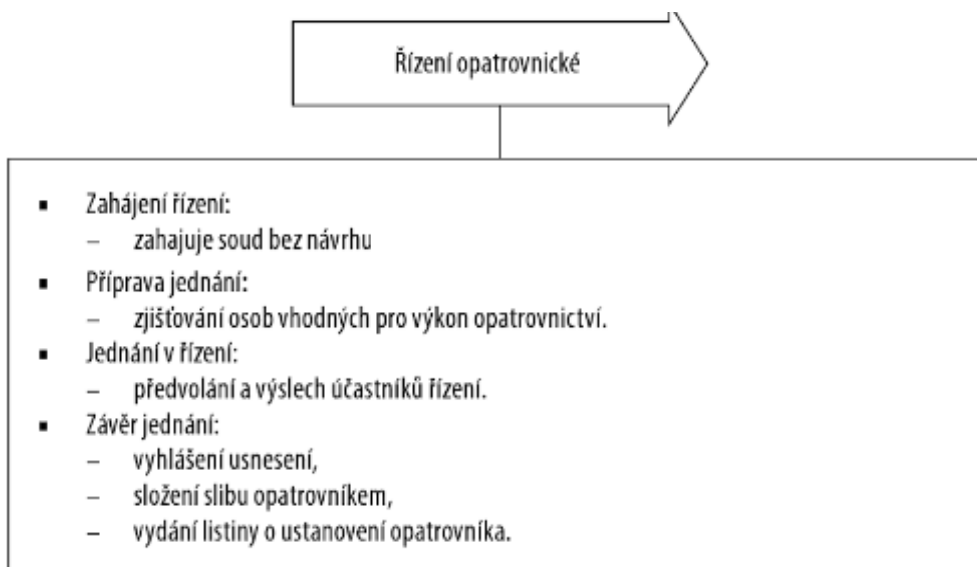 Řízení opatrovnické
▪ Zahájení řízení:
– zahajuje soud bez návrhu
▪ Příprava jednání:
– zjišťování osob vhodných pro výkon opatrovnictví.
▪ Jednání v řízení:
– předvolání a výslech účastníků řízení.
▪ Závěr jednání:
– vyhlášení usnesení,
– složení slibu opatrovníkem,
– vydání listiny o ustanovení opatrovníka.